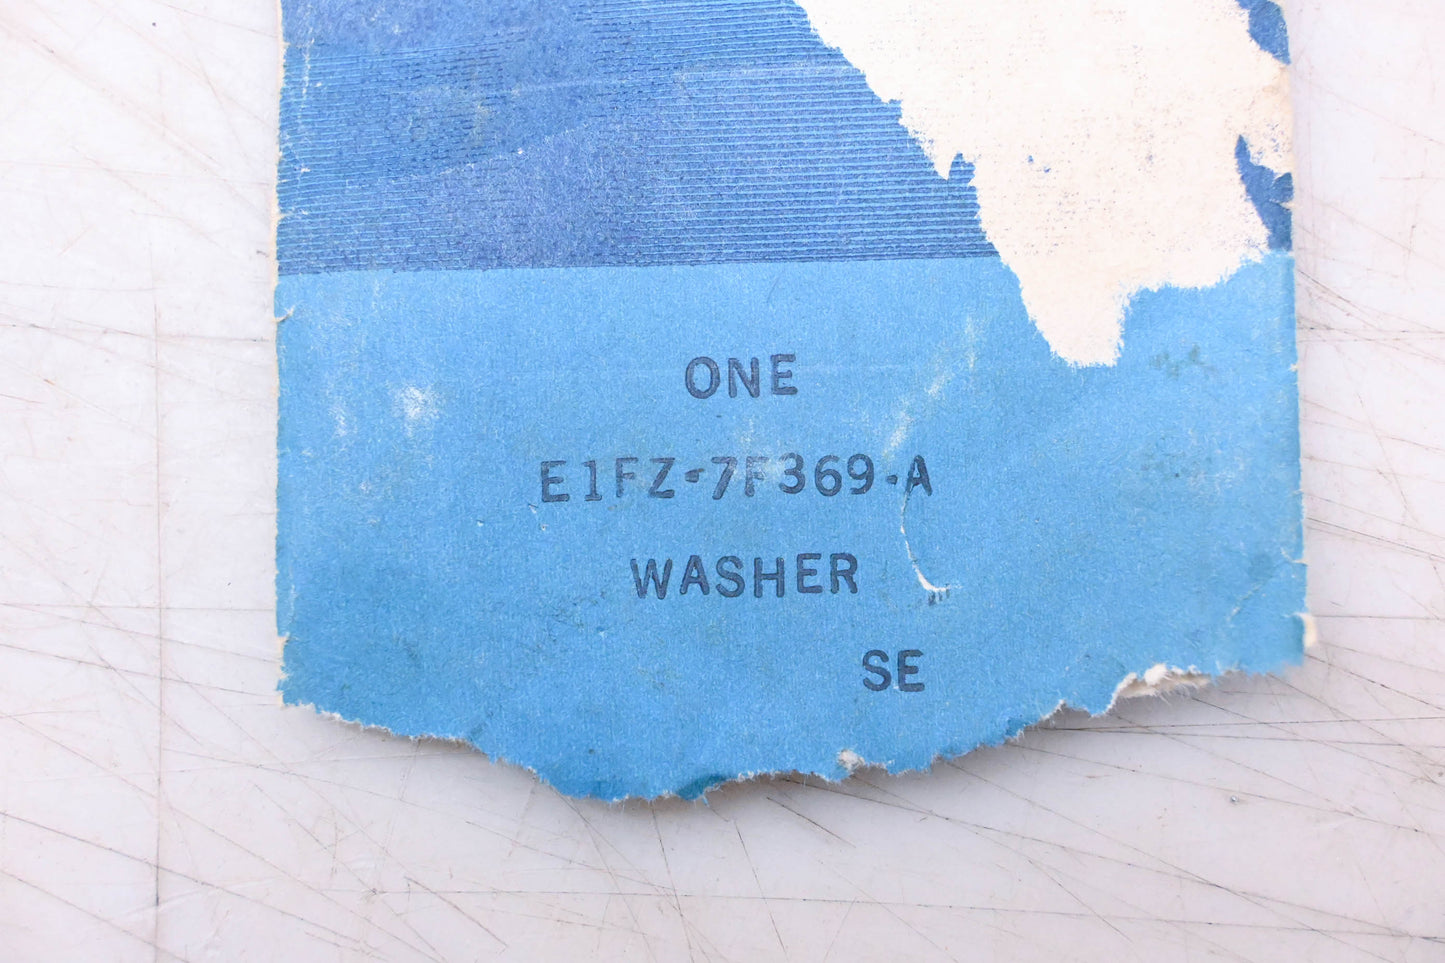 ONE
E1FZ-7F369-A
WASHER
SE